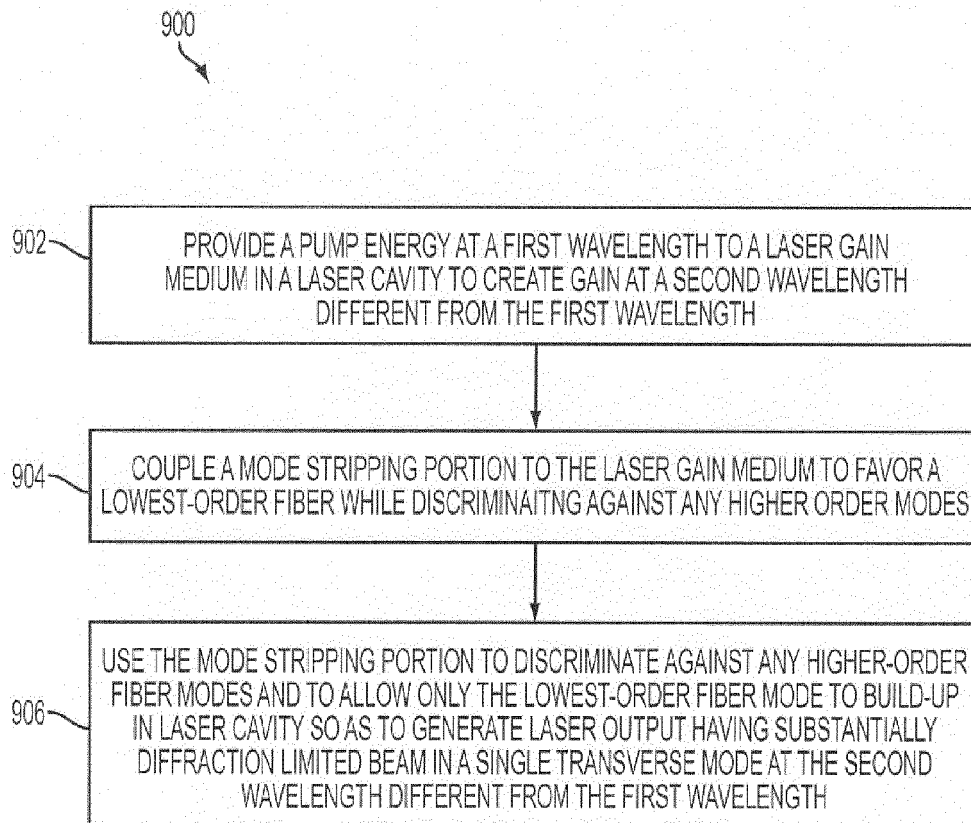 900
902
PROVIDE A PUMP ENERGY AT A FIRST WAVELENGTH TO A LASER GAIN
MEDIUM IN A LASER CAVITY TO CREATE GAIN AT A SECOND WAVELENGTH
DIFFERENT FROM THE FIRST WAVELENGTH
904
COUPLE A MODE STRIPPING PORTION TO THE LASER GAIN MEDIUM TO FAVOR A
LOWEST-ORDER FIBER WHILE DISCRIMINAITNG AGAINST ANY HIGHER ORDER MODES
906
USE THE MODE STRIPPING PORTION TO DISCRIMINATE AGAINST ANY HIGHER-ORDER
FIBER MODES AND TO ALLOW ONLY THE LOWEST-ORDER FIBER MODE TO BUILD-UP
IN LASER CAVITY SO AS TO GENERATE LASER OUTPUT HAVING SUBSTANTIALLY
DIFFRACTION LIMITED BEAM IN A SINGLE TRANSVERSE MODE AT THE SECOND
WAVELENGTH DIFFERENT FROM THE FIRST WAVELENGTH